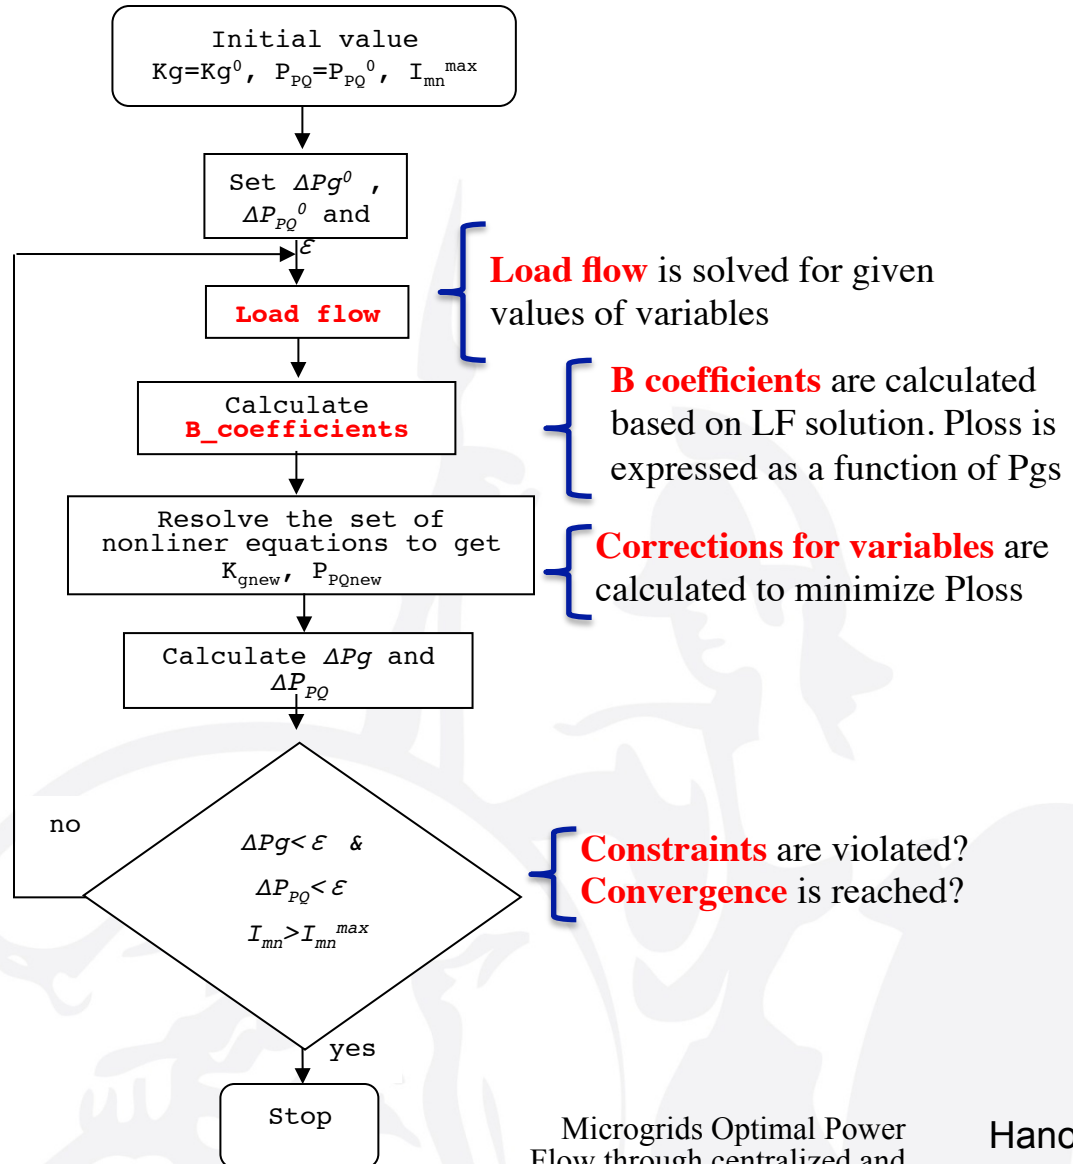 Initial value
Kg=Kg⁰, P_PQ=P_PQ⁰, I_mn^max
Set ΔPg⁰ ,
ΔP_PQ⁰ and
ε
Load flow
Load flow is solved for given
values of variables
Calculate
B_coefficients
B coefficients are calculated
based on LF solution. Ploss is
expressed as a function of Pgs
Resolve the set of
nonliner equations to get
K_gnew, P_PQnew
Corrections for variables are
calculated to minimize Ploss
Calculate ΔPg and
ΔP_PQ
no
ΔPg<ε &
ΔP_PQ<ε
I_mn>I_mn^max
Constraints are violated?
Convergence is reached?
yes
Stop
Microgrids Optimal Power
Flow through centralized and